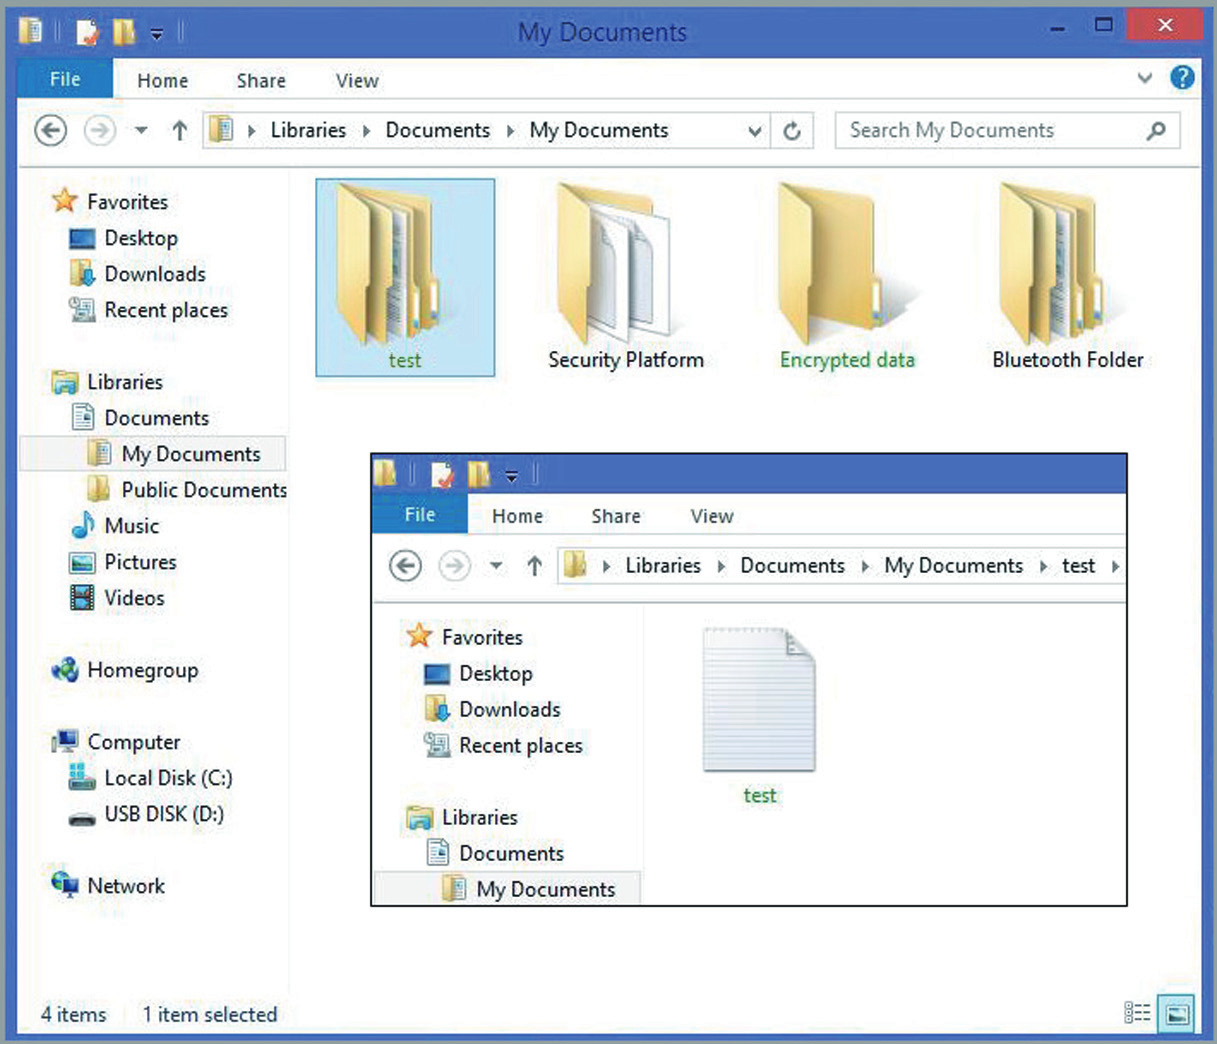 My Documents
File Home Share View
Libraries Documents My Documents
Search My Documents
Favorites
Desktop
Downloads
Recent places
Libraries
Documents
My Documents
Public Documents
Music
Pictures
Videos
Homegroup
Computer
Local Disk (C:)
USB DISK (D:)
Network
test Security Platform Encrypted data Bluetooth Folder
File Home Share View
Libraries Documents My Documents test
Favorites
Desktop
Downloads
Recent places
Libraries
Documents
My Documents
test
4 items 1 item selected